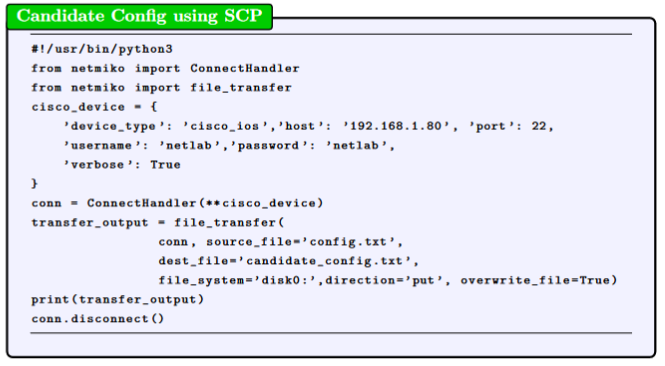 Candidate Config using SCP
#!/usr/bin/python3
from netmiko import ConnectHandler
from netmiko import file_transfer
cisco_device = {
    'device_type': 'cisco_ios','host': '192.168.1.80', 'port': 22,
    'username': 'netlab','password': 'netlab',
    'verbose': True
}
conn = ConnectHandler(**cisco_device)
transfer_output = file_transfer(
                conn, source_file='config.txt',
                dest_file='candidate_config.txt',
                file_system='disk0:',direction='put', overwrite_file=True)
print(transfer_output)
conn.disconnect()